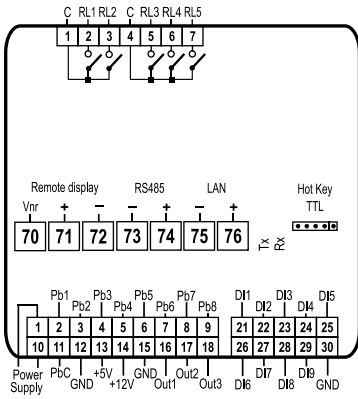 C RL1 RL2 C RL3 RL4 RL5
1 2 3 4 5 6 7
Remote display RS485 LAN Hot Key
Vnr + − − + − + TTL
70 71 72 73 74 75 76
Tx
Rx
Pb1 Pb3 Pb5 Pb7 DI1 DI3 DI5
Pb2 Pb4 Pb6 Pb8 DI2 DI4
1 2 3 4 5 6 7 8 9 21 22 23 24 25
10 11 12 13 14 15 16 17 18 26 27 28 29 30
Power Supply PbC +5V GND Out2 DI7 DI9
GND +12V Out1 Out3 DI6 DI8 GND